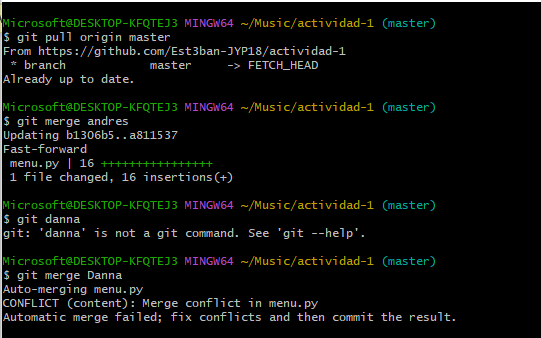 Microsoft@DESKTOP-KFQTEJ3 MINGW64 ~/Music/actividad-1 (master)
$ git pull origin master
From https://github.com/Est3ban-JYP18/actividad-1
 * branch            master     -> FETCH_HEAD
Already up to date.
Microsoft@DESKTOP-KFQTEJ3 MINGW64 ~/Music/actividad-1 (master)
$ git merge andres
Updating b1306b5..a811537
Fast-forward
 menu.py | 16 ++++++++++++++++
 1 file changed, 16 insertions(+)
Microsoft@DESKTOP-KFQTEJ3 MINGW64 ~/Music/actividad-1 (master)
$ git danna
git: 'danna' is not a git command. See 'git --help'.
Microsoft@DESKTOP-KFQTEJ3 MINGW64 ~/Music/actividad-1 (master)
$ git merge Danna
Auto-merging menu.py
CONFLICT (content): Merge conflict in menu.py
Automatic merge failed; fix conflicts and then commit the result.